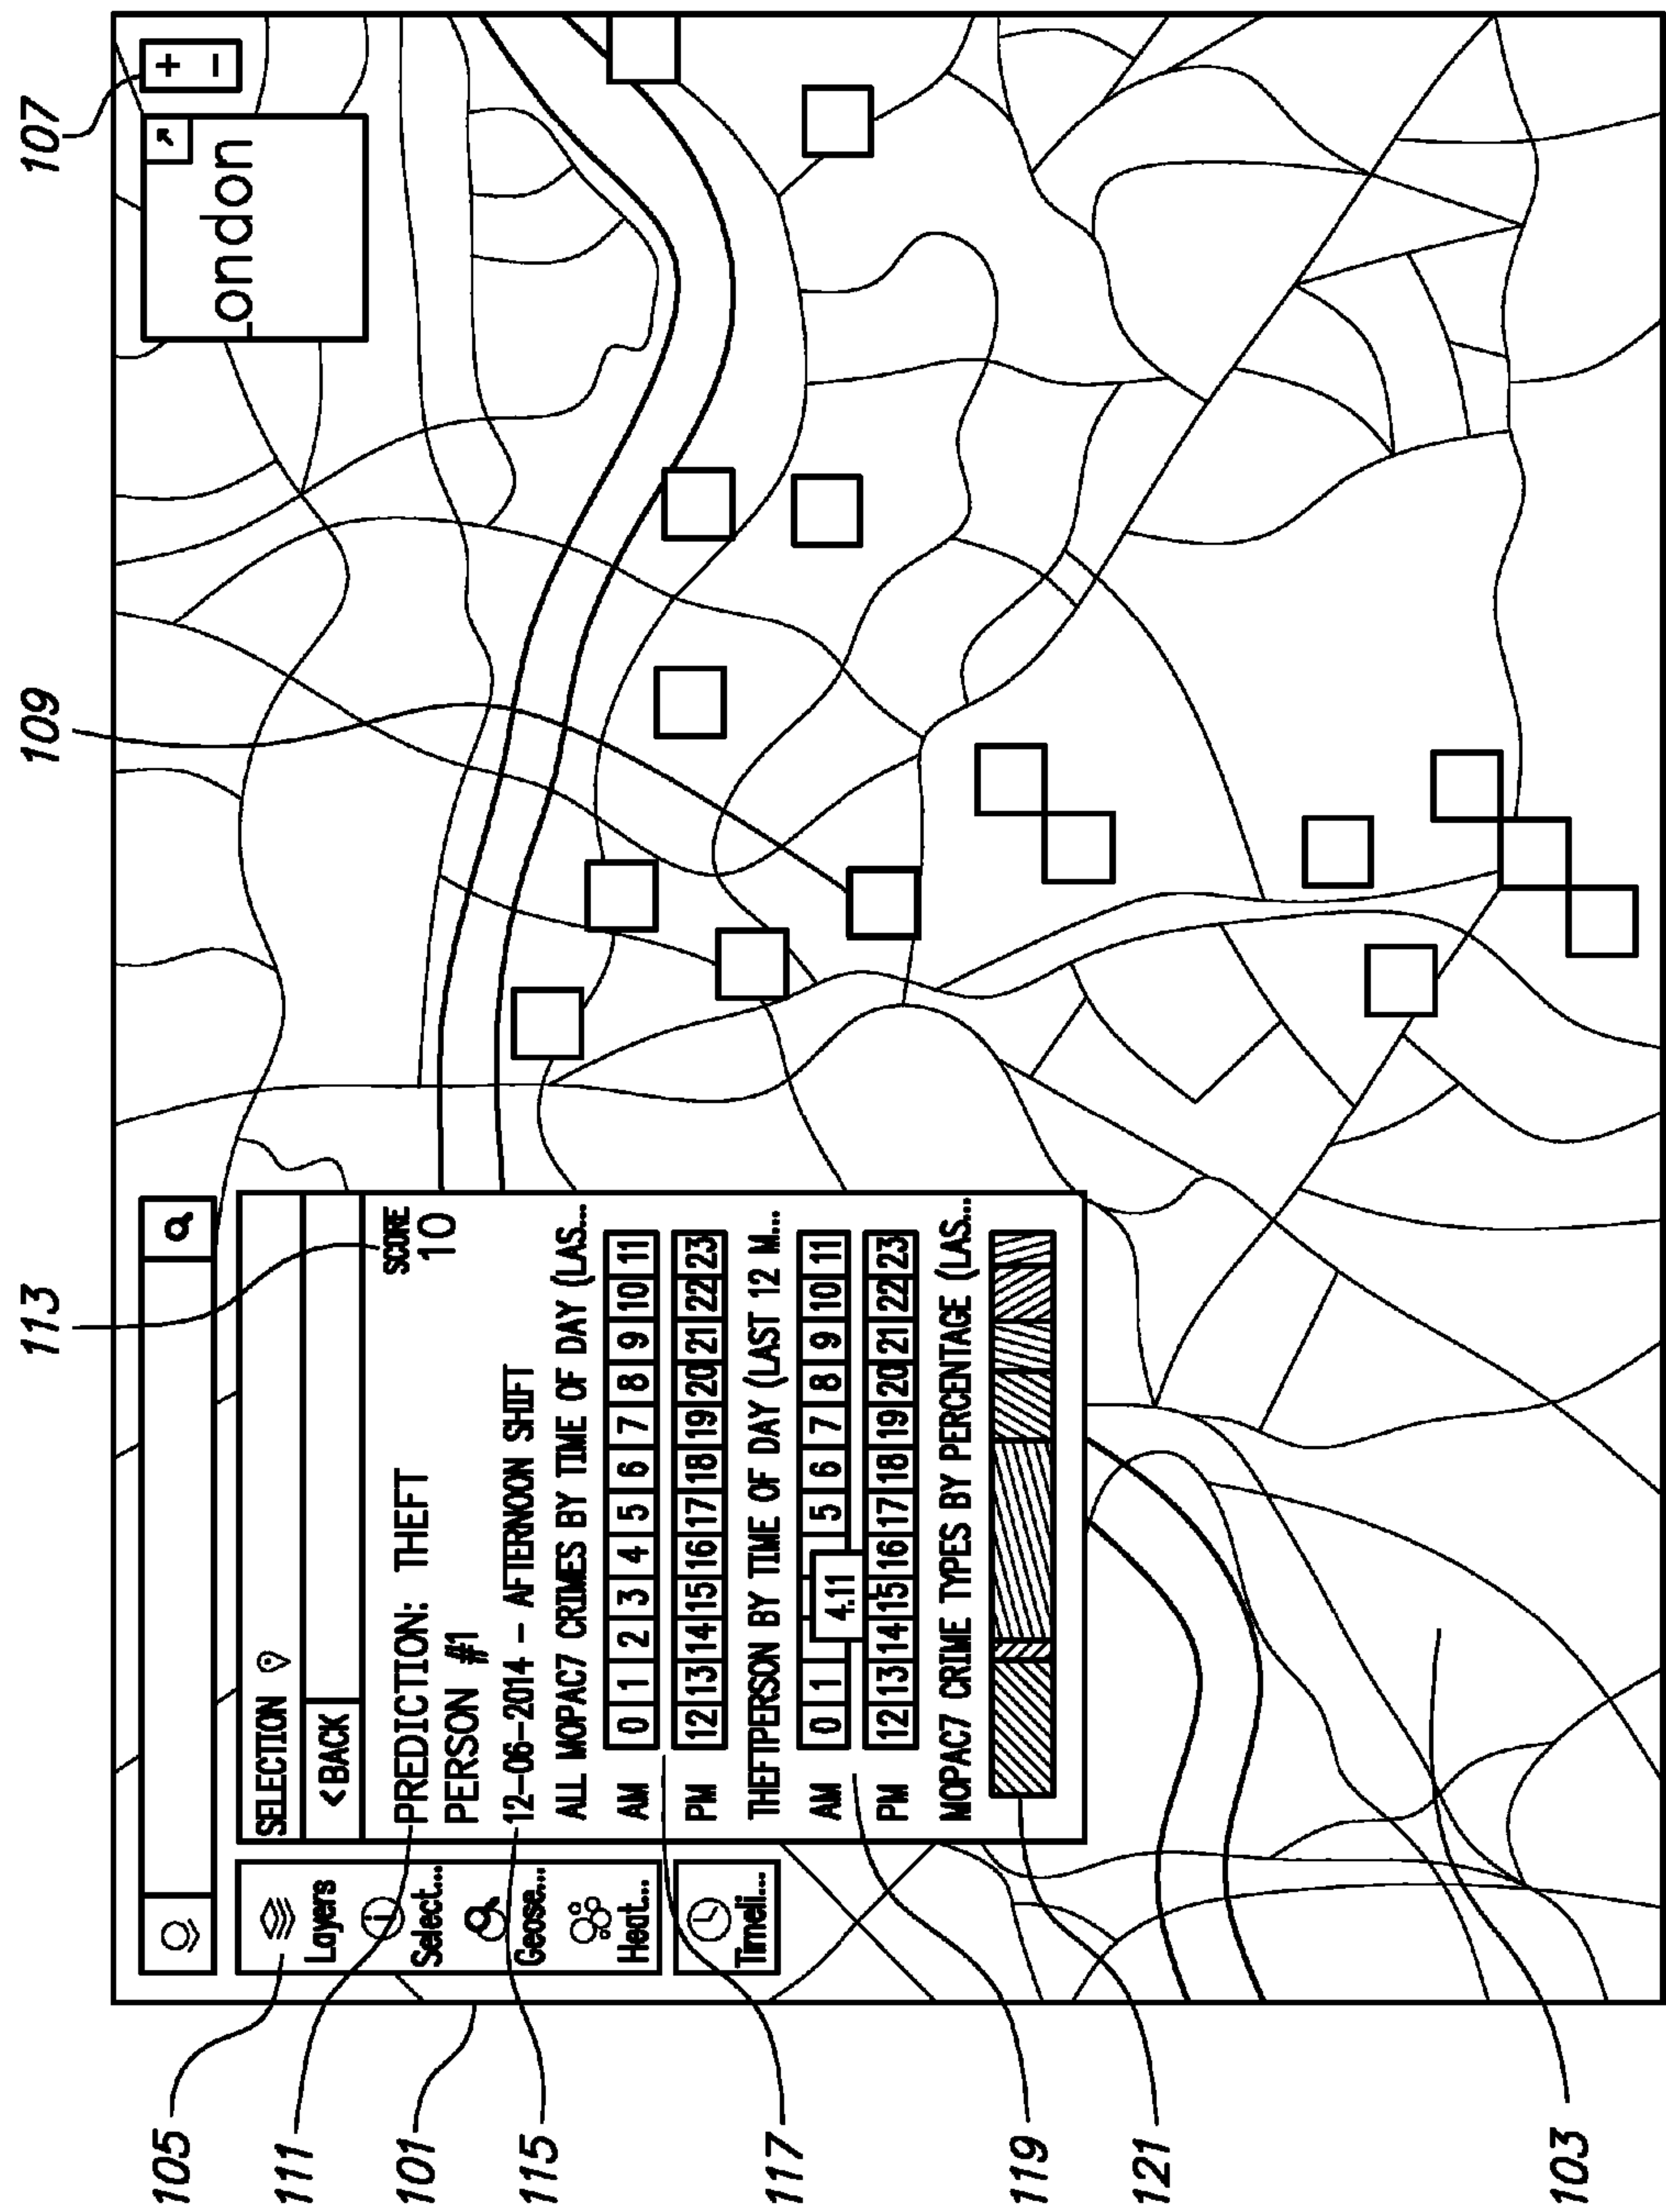 113
109
107
London
+
−
SELECTION
<BACK
PREDICTION: THEFT
PERSON #1
SCORE
10
12-06-2014 - AFTERNOON SHIFT
ALL MOPAC7 CRIMES BY TIME OF DAY (LAS...
AM 0 1 2 3 4 5 6 7 8 9 10 11
PM 12 13 14 15 16 17 18 19 20 21 22 23
THEFTPERSON BY TIME OF DAY (LAST 12 M...
AM 0 1 4.11 5 6 7 8 9 10 11
PM 12 13 14 15 16 17 18 19 20 21 22 23
MOPAC7 CRIME TYPES BY PERCENTAGE (LAS...
Layers
Select...
Geose...
Heat...
Timeli...
105
111
101
115
117
119
121
103